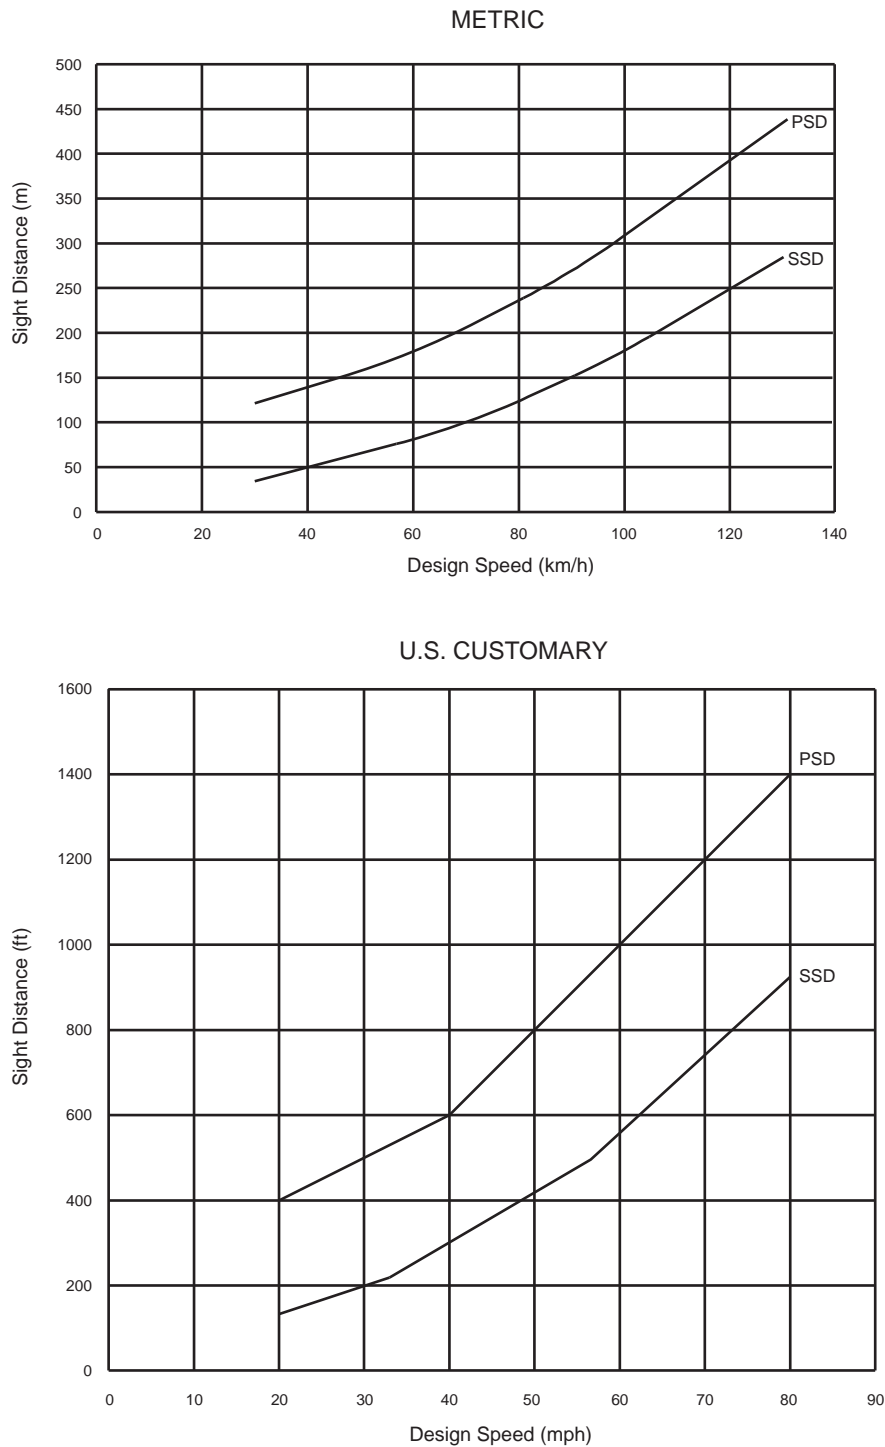 METRIC
500
450
400
350
300
250
200
150
100
50
0
Sight Distance (m)
PSD
SSD
0 20 40 60 80 100 120 140
Design Speed (km/h)
U.S. CUSTOMARY
1600
1400
1200
1000
800
600
400
200
0
Sight Distance (ft)
PSD
SSD
0 10 20 30 40 50 60 70 80 90
Design Speed (mph)